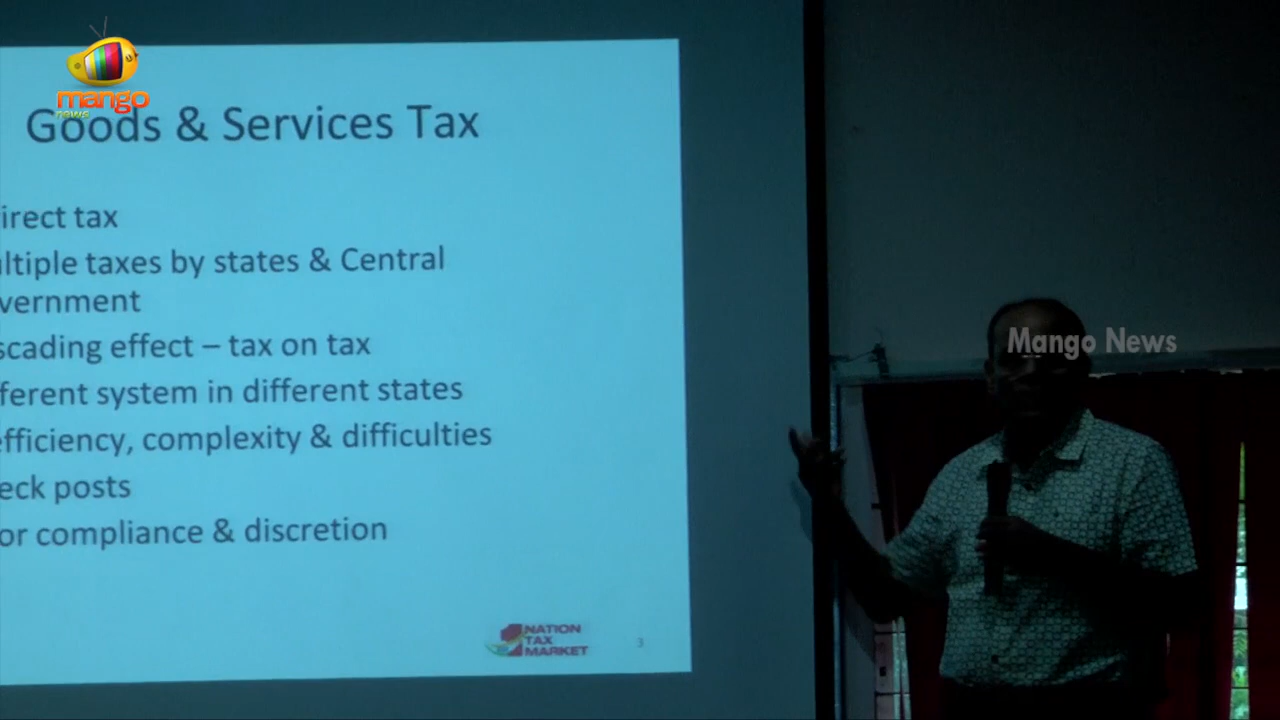 mango
news
Goods & Services Tax
irect tax
ltiple taxes by states & Central
vernment
scading effect – tax on tax
ferent system in different states
efficiency, complexity & difficulties
eck posts
or compliance & discretion
NATION
TAX
MARKET
3
Mango News